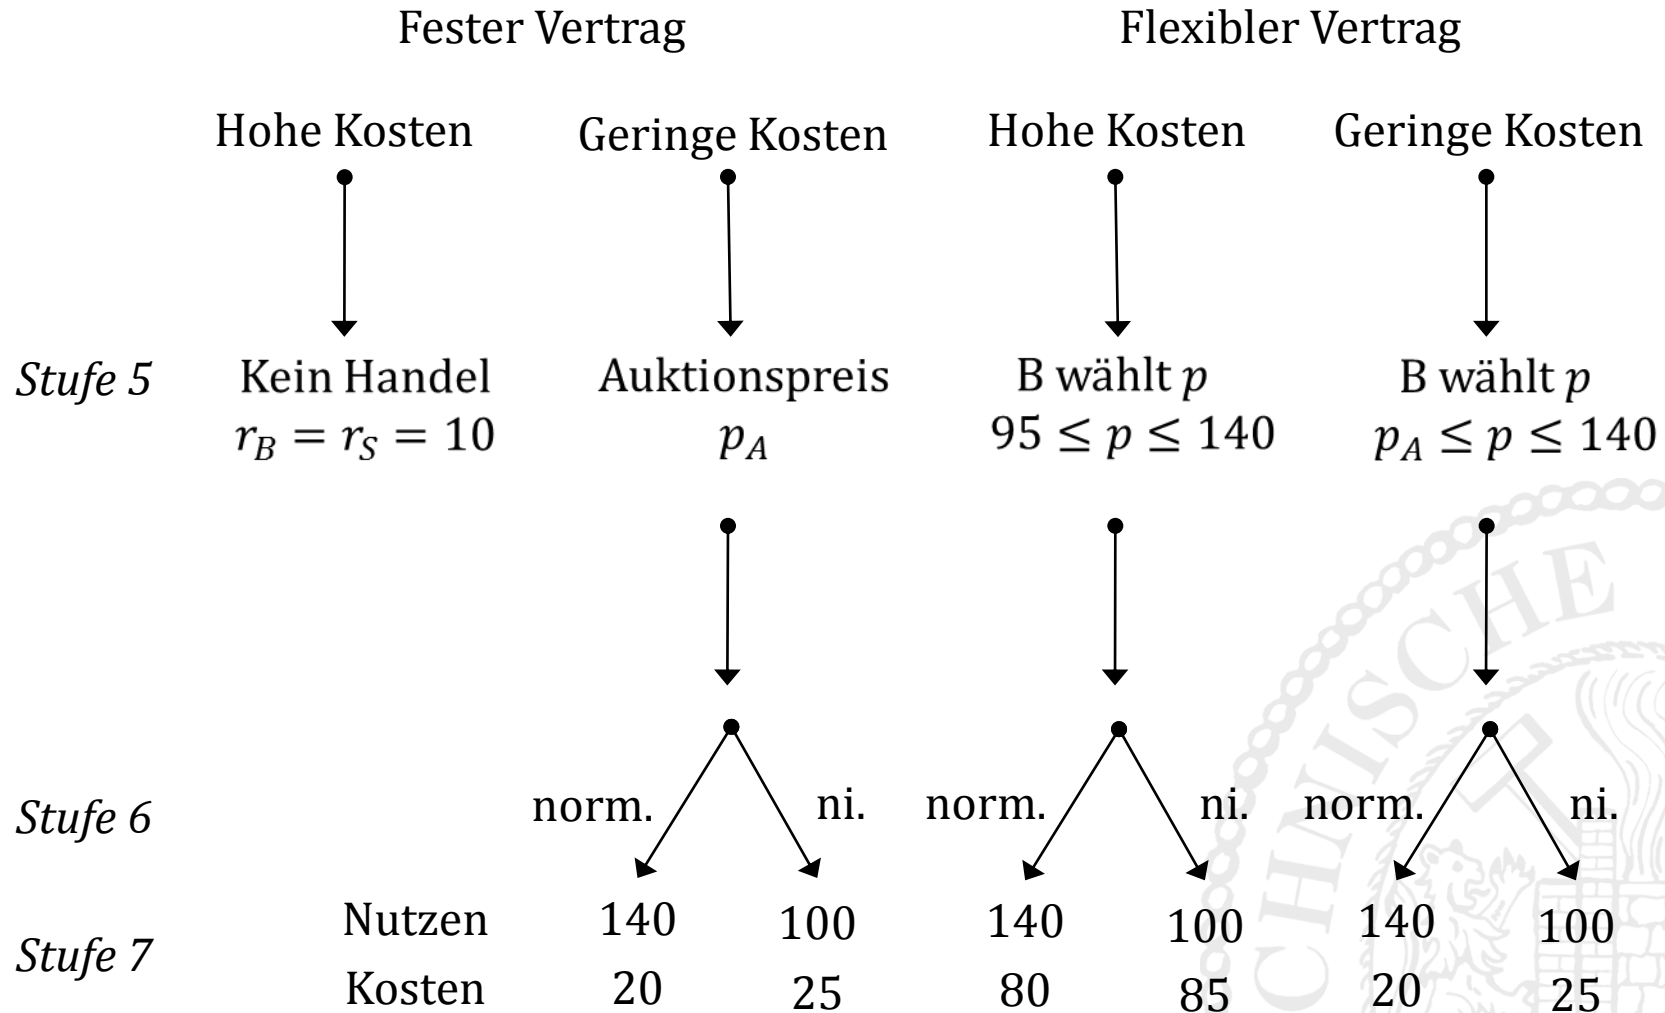 Fester Vertrag Flexibler Vertrag
Hohe Kosten Geringe Kosten Hohe Kosten Geringe Kosten
Stufe 5 Kein Handel Auktionspreis B wählt p B wählt p
r_B = r_S = 10 p_A 95 ≤ p ≤ 140 p_A ≤ p ≤ 140
Stufe 6 norm. ni. norm. ni. norm. ni.
Nutzen 140 100 140 100 140 100
Stufe 7
Kosten 20 25 80 85 20 25
CHNISCHE
CH